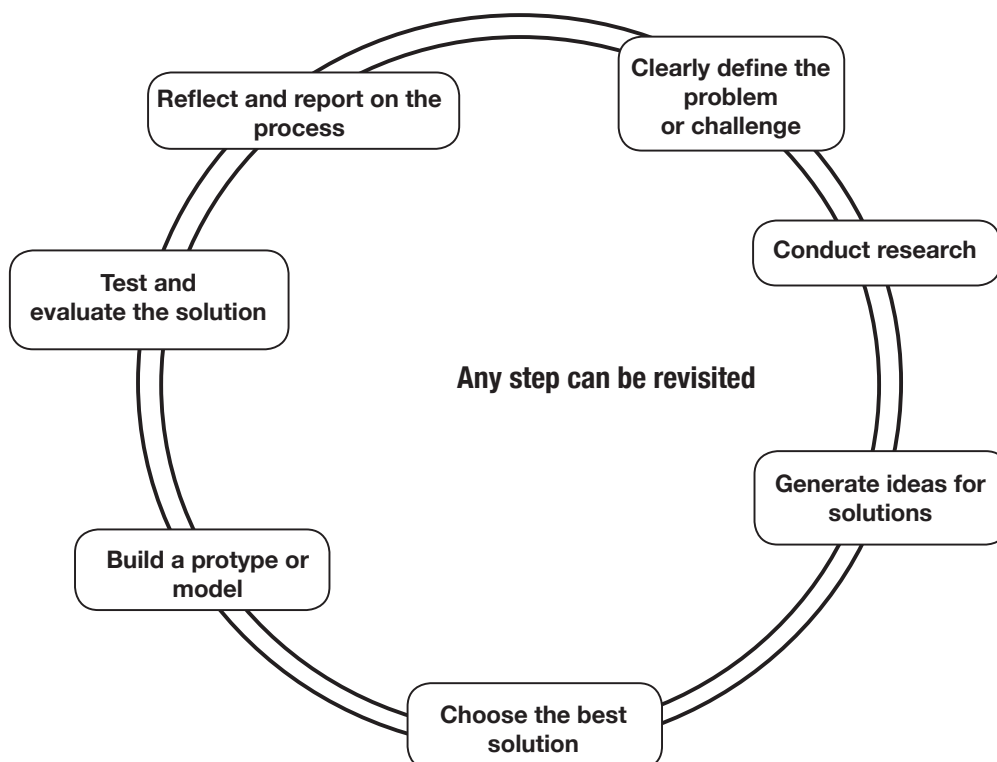 Clearly define the
problem
or challenge
Conduct research
Generate ideas for
solutions
Choose the best
solution
Build a protype or
model
Test and
evaluate the solution
Reflect and report on the
process
Any step can be revisited